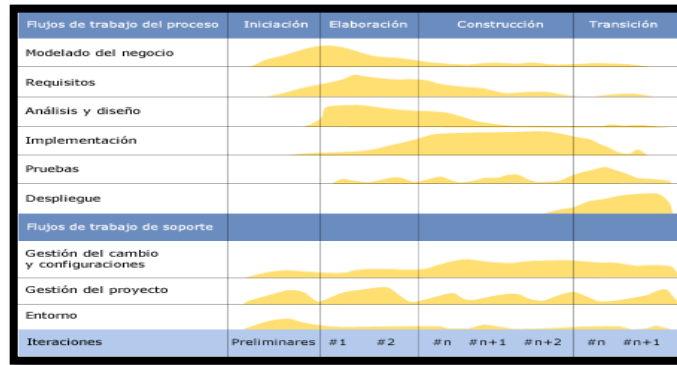 Flujos de trabajo del proceso Iniciación Elaboración Construcción Transición
Modelado del negocio
Requisitos
Análisis y diseño
Implementación
Pruebas
Despliegue
Flujos de trabajo de soporte
Gestión del cambio
y configuraciones
Gestión del proyecto
Entorno
Iteraciones Preliminares #1 #2 #n #n+1 #n+2 #n #n+1